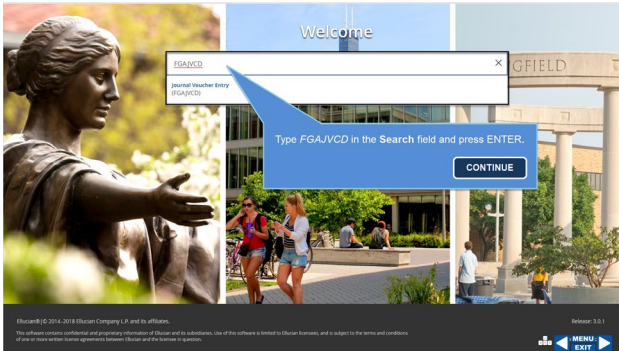 Welcome
FGAJVCD
Journal Voucher Entry
(FGAJVCD)
GFIELD
Type FGAJVCD in the Search field and press ENTER.
CONTINUE
Ellucian® | © 2014-2018 Ellucian Company L.P. and its affiliates.
Release: 3.0.1
This software contains confidential and proprietary information of Ellucian and its subsidiaries. Use of this software is limited to Ellucian licensees, and is subject to the terms and conditions
of one or more written license agreements between Ellucian and the licensee in question.
MENU
EXIT